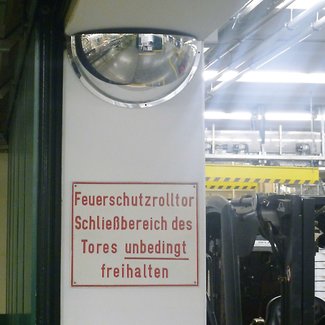 Feuerschutzrolltor
Schließbereich des
Tores unbedingt
freihalten